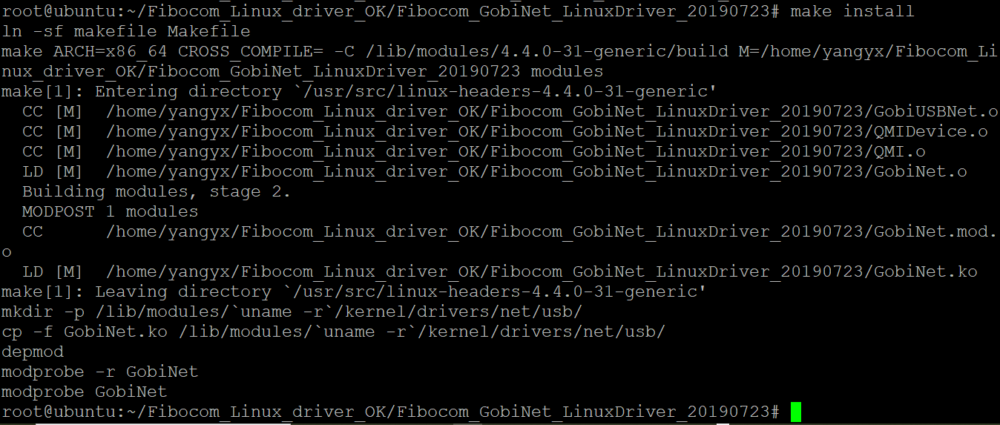 root@ubuntu:~/Fibocom_Linux_driver_OK/Fibocom_GobiNet_LinuxDriver_20190723# make install
ln -sf makefile Makefile
make ARCH=x86_64 CROSS_COMPILE= -C /lib/modules/4.4.0-31-generic/build M=/home/yangyx/Fibocom_Li
nux_driver_OK/Fibocom_GobiNet_LinuxDriver_20190723 modules
make[1]: Entering directory `/usr/src/linux-headers-4.4.0-31-generic'
  CC [M]  /home/yangyx/Fibocom_Linux_driver_OK/Fibocom_GobiNet_LinuxDriver_20190723/GobiUSBNet.o
  CC [M]  /home/yangyx/Fibocom_Linux_driver_OK/Fibocom_GobiNet_LinuxDriver_20190723/QMIDevice.o
  CC [M]  /home/yangyx/Fibocom_Linux_driver_OK/Fibocom_GobiNet_LinuxDriver_20190723/QMI.o
  LD [M]  /home/yangyx/Fibocom_Linux_driver_OK/Fibocom_GobiNet_LinuxDriver_20190723/GobiNet.o
  Building modules, stage 2.
  MODPOST 1 modules
  CC      /home/yangyx/Fibocom_Linux_driver_OK/Fibocom_GobiNet_LinuxDriver_20190723/GobiNet.mod.
o
  LD [M]  /home/yangyx/Fibocom_Linux_driver_OK/Fibocom_GobiNet_LinuxDriver_20190723/GobiNet.ko
make[1]: Leaving directory `/usr/src/linux-headers-4.4.0-31-generic'
mkdir -p /lib/modules/`uname -r`/kernel/drivers/net/usb/
cp -f GobiNet.ko /lib/modules/`uname -r`/kernel/drivers/net/usb/
depmod
modprobe -r GobiNet
modprobe GobiNet
root@ubuntu:~/Fibocom_Linux_driver_OK/Fibocom_GobiNet_LinuxDriver_20190723#